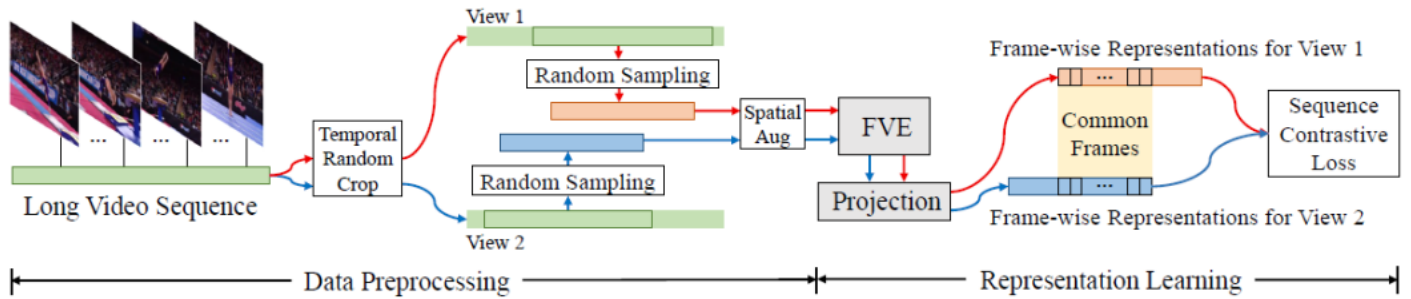 View 1
Random Sampling
...
...
...
Temporal
Random
Crop
Long Video Sequence
Random Sampling
View 2
Spatial
Aug
FVE
Projection
Frame-wise Representations for View 1
...
Common
Frames
...
Frame-wise Representations for View 2
Sequence
Contrastive
Loss
Data Preprocessing
Representation Learning